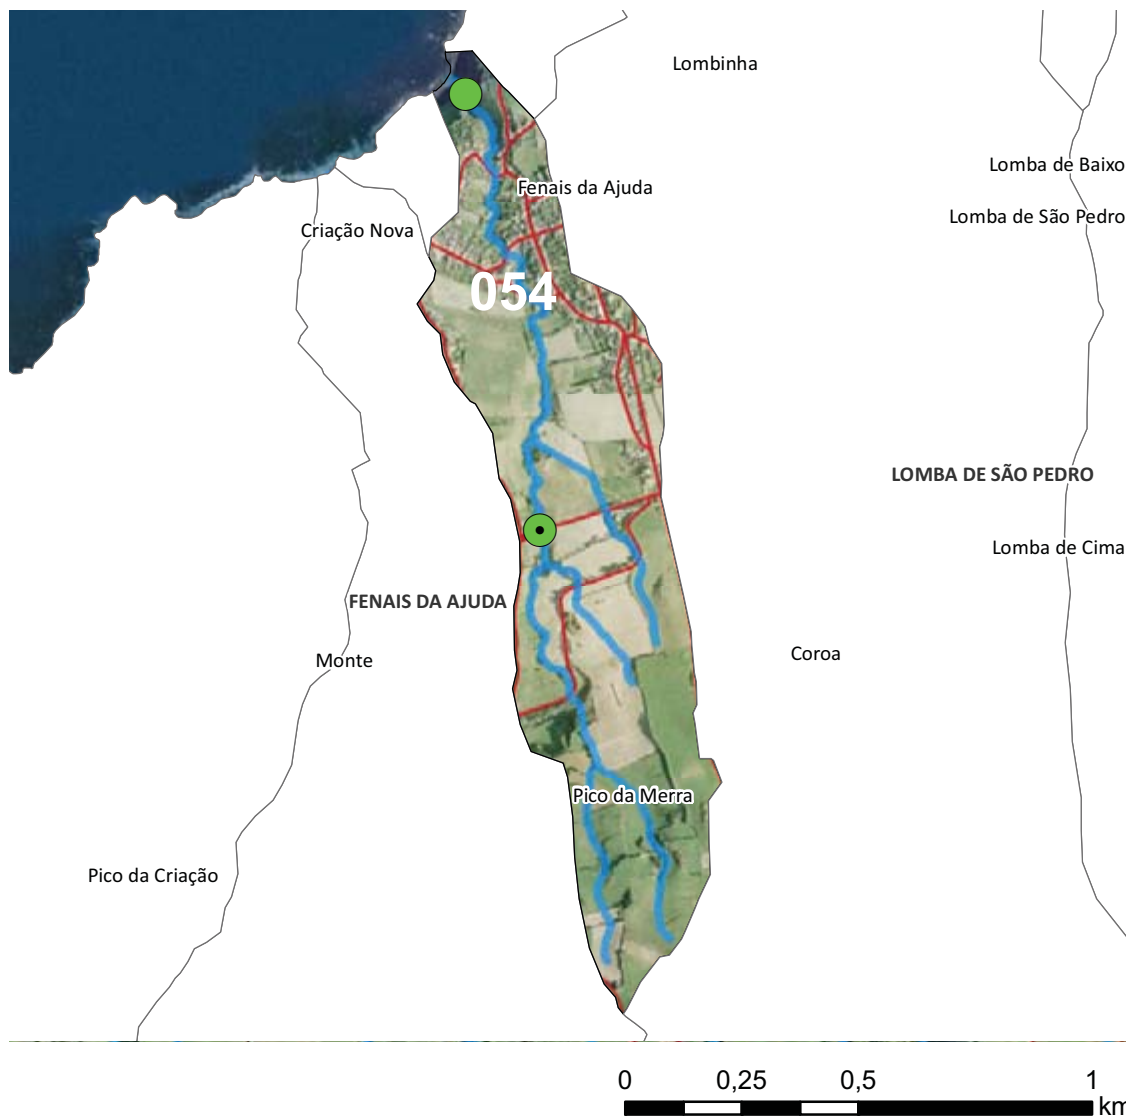 Lombinha
Lomba de Baixo
Fenais da Ajuda
Lomba de São Pedro
Criação Nova
054
LOMBA DE SÃO PEDRO
Lomba de Cima
FENAIS DA AJUDA
Coroa
Monte
Pico da Merra
Pico da Criação
0 0,25 0,5 1
km